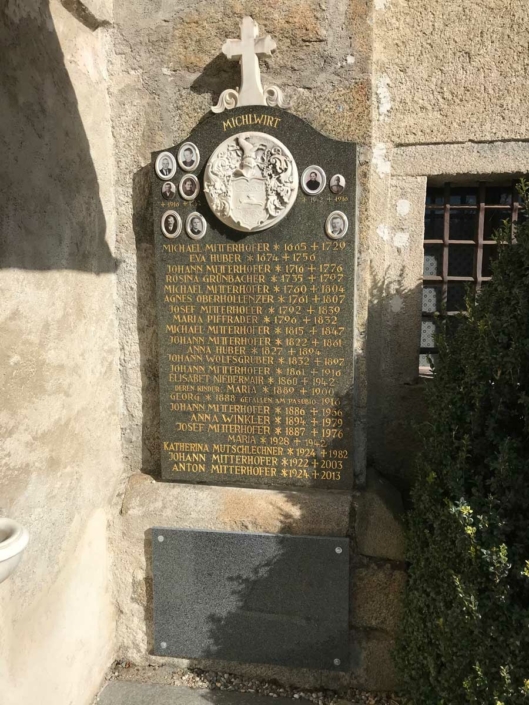 MICHLWIRT
MICHAEL MITTERHOFER * 1665 + 1729
EVA HUBER * 1674 + 1756
JOHANN MITTERHOFER * 1716 + 1776
ROSINA GRÜNBACHER * 1735 + 1797
MICHAEL MITTERHOFER * 1760 + 1804
AGNES OBERHOLLENZER * 1761 + 1807
JOSEF MITTERHOFER * 1792 + 1839
MARIA PIFFRADER * 1796 + 1832
MICHAEL MITTERHOFER * 1815 + 1847
JOHANN MITTERHOFER * 1822 + 1861
ANNA HUBER * 1827 + 1894
JOHANN WOLFSGRUBER * 1832 + 1897
JOHANN MITTERHOFER * 1861 + 1916
ELISABET NIEDERMAIR * 1860 + 1942
DEREN KINDER: MARIA * 1889 + 1900
GEORG * 1888 GEFALLEN AM PASUBIO 1916
JOHANN MITTERHOFER * 1886 + 1956
ANNA WINKLER * 1894 + 1979
JOSEF MITTERHOFER * 1887 + 1976
MARIA * 1928 + 1942
KATHERINA MUTSCHLECHNER * 1924 + 1982
JOHANN MITTERHOFER * 1922 + 2003
ANTON MITTERHOFER * 1924 + 2013